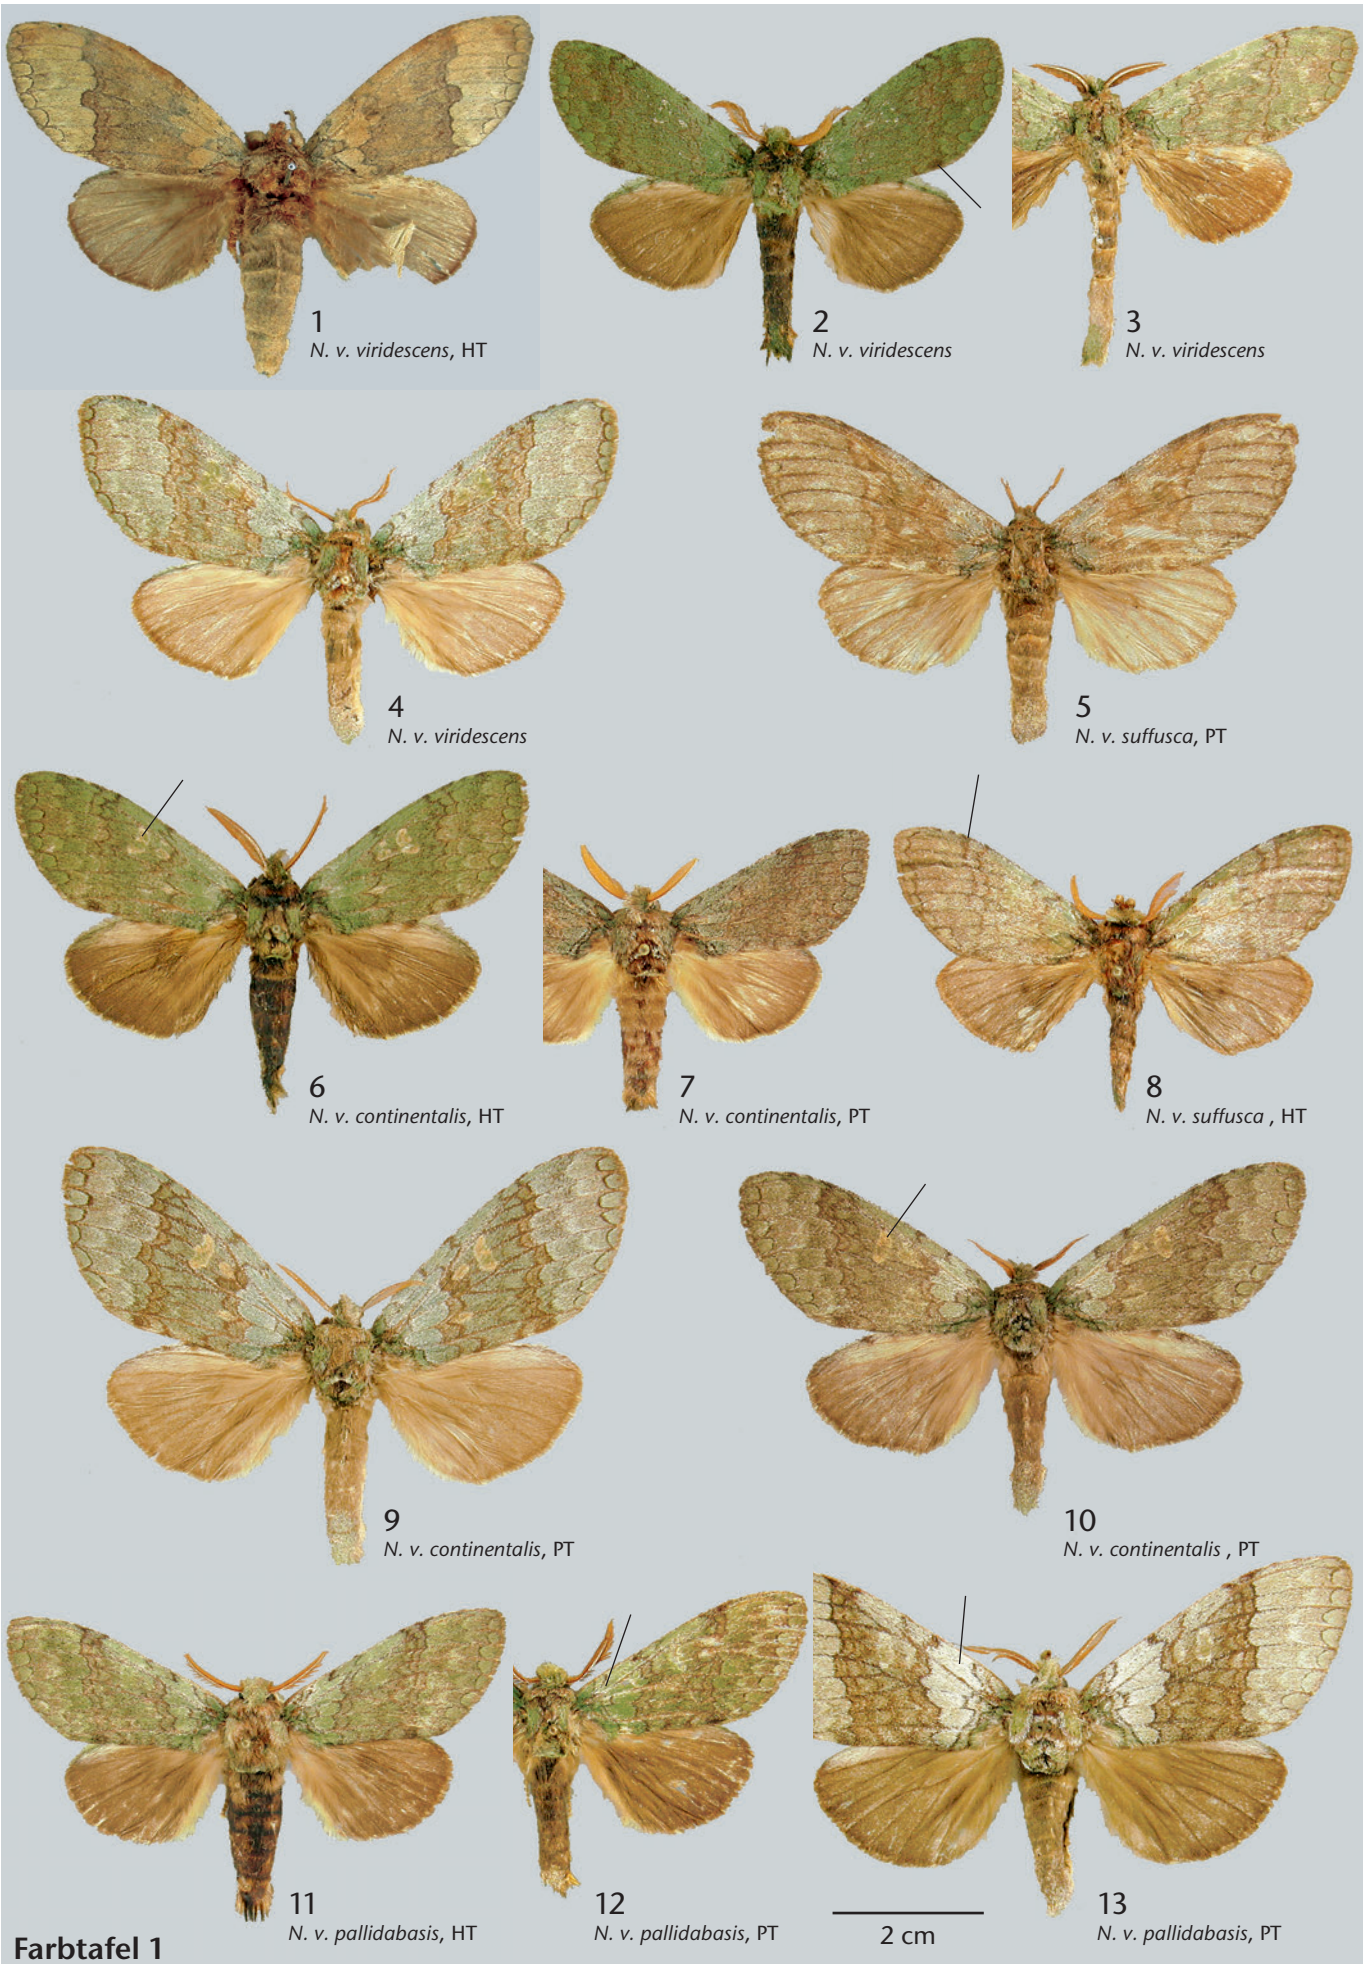 1
N. v. viridescens, HT
2
N. v. viridescens
3
N. v. viridescens
4
N. v. viridescens
5
N. v. suffusca, PT
6
N. v. continentalis, HT
7
N. v. continentalis, PT
8
N. v. suffusca , HT
9
N. v. continentalis, PT
10
N. v. continentalis , PT
11
N. v. pallidabasis, HT
12
N. v. pallidabasis, PT
2 cm
13
N. v. pallidabasis, PT
Farbtafel 1